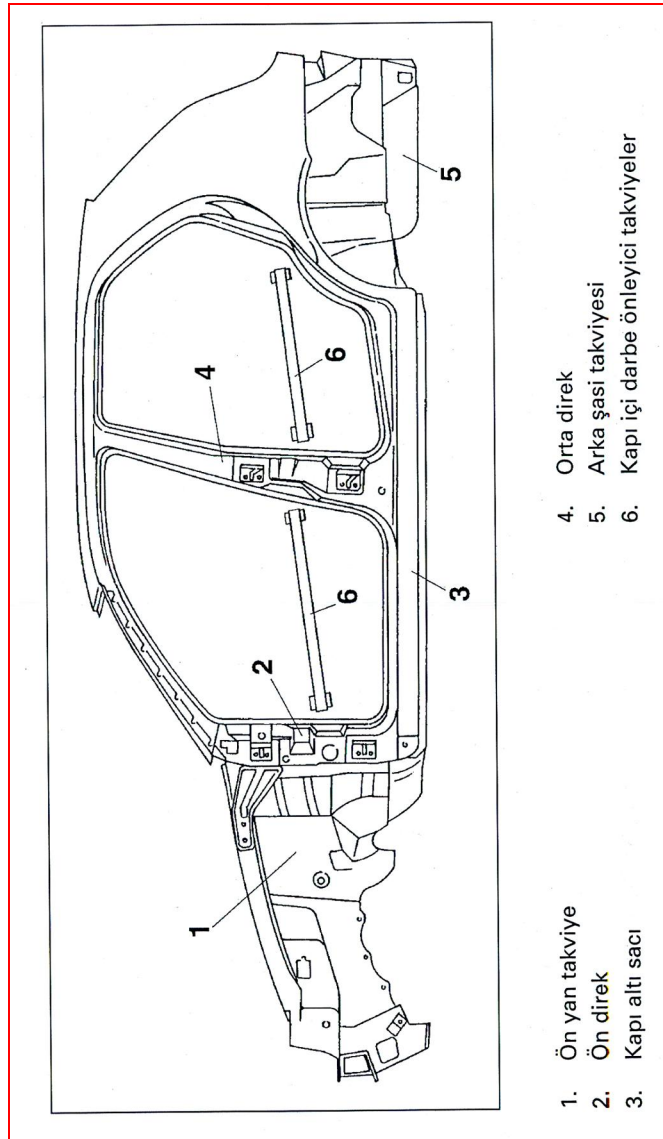 1
2
3
4
5
6
6
1. Ön yan takviye
2. Ön direk
3. Kapı altı sacı
4. Orta direk
5. Arka şasi takviyesi
6. Kapı içi darbe önleyici takviyeler